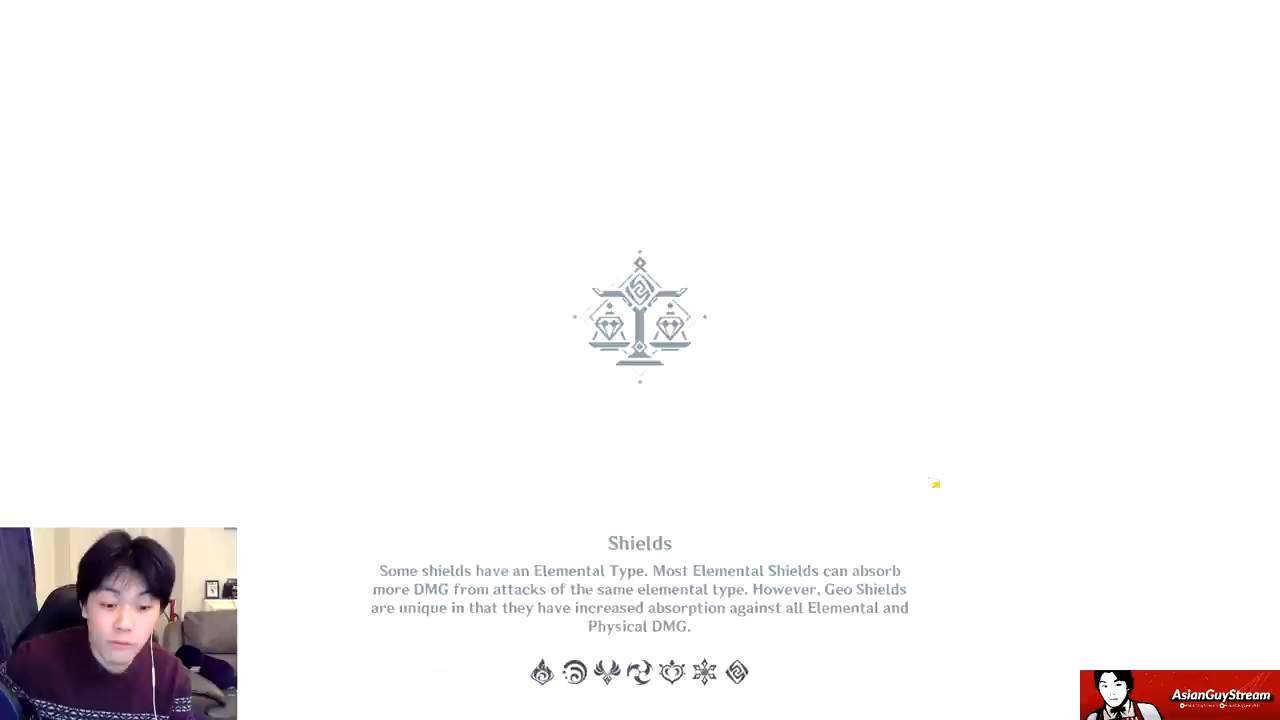 Shields
Some shields have an Elemental Type. Most Elemental Shields can absorb
more DMG from attacks of the same elemental type. However, Geo Shields
are unique in that they have increased absorption against all Elemental and
Physical DMG.
AsianGuyStream